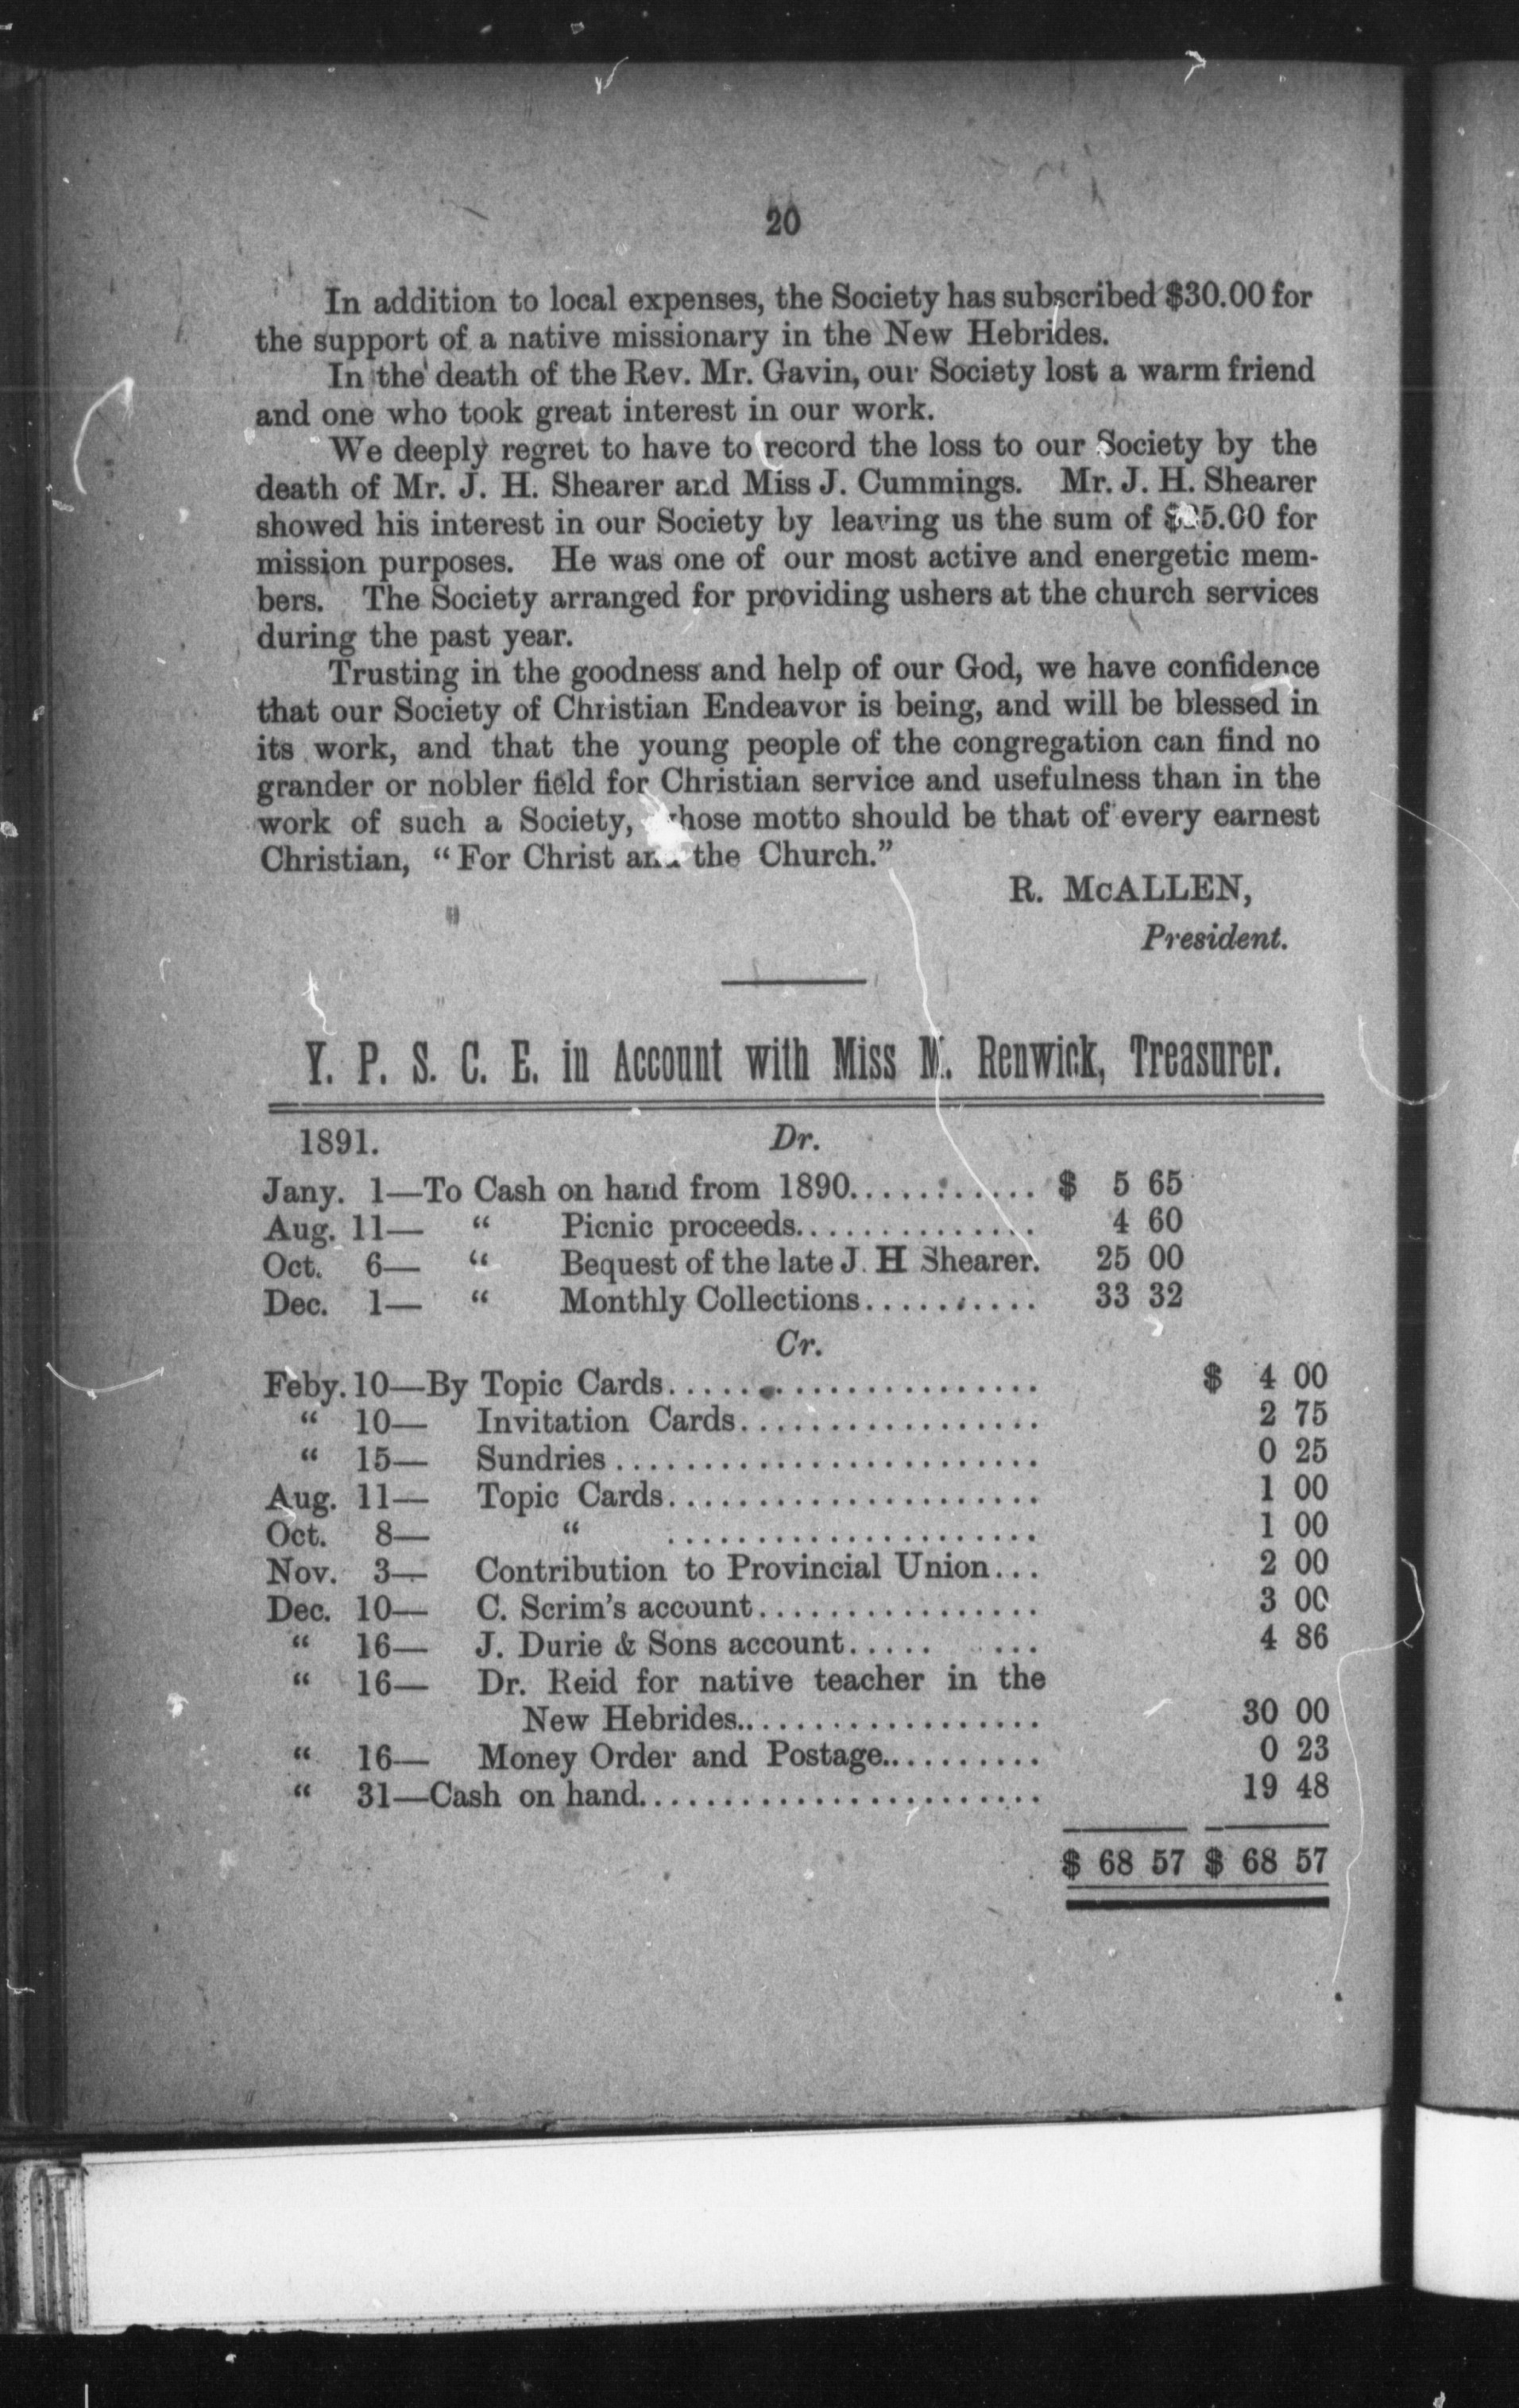 20
In addition to local expenses, the Society has subscribed $30.00 for
the support of a native missionary in the New Hebrides.
In the death of the Rev. Mr. Gavin, our Society lost a warm friend
and one who took great interest in our work.
We deeply regret to have to record the loss to our Society by the
death of Mr. J. H. Shearer and Miss J. Cummings. Mr. J. H. Shearer
showed his interest in our Society by leaving us the sum of $25.00 for
mission purposes. He was one of our most active and energetic mem-
bers. The Society arranged for providing ushers at the church services
during the past year.
Trusting in the goodness and help of our God, we have confidence
that our Society of Christian Endeavor is being, and will be blessed in
its work, and that the young people of the congregation can find no
grander or nobler field for Christian service and usefulness than in the
work of such a Society, whose motto should be that of every earnest
Christian, "For Christ and the Church."
R. McALLEN,
President.
Y. P. S. C. E. in Account with Miss M. Renwick, Treasurer.
1891. Dr.
Jany. 1—To Cash on hand from 1890............ $ 5 65
Aug. 11— " Picnic proceeds................ 4 60
Oct. 6— " Bequest of the late J. H Shearer. 25 00
Dec. 1— " Monthly Collections........... 33 32
Cr.
Feby. 10—By Topic Cards...................... $ 4 00
" 10— Invitation Cards................. 2 75
" 15— Sundries........................ 0 25
Aug. 11— Topic Cards...................... 1 00
Oct. 8— " ...................... 1 00
Nov. 3— Contribution to Provincial Union... 2 00
Dec. 10— C. Scrim's account................ 3 00
" 16— J. Durie & Sons account..... ... 4 86
" 16— Dr. Reid for native teacher in the
New Hebrides................... 30 00
" 16— Money Order and Postage........... 0 23
" 31—Cash on hand........................ 19 48
$ 68 57 $ 68 57